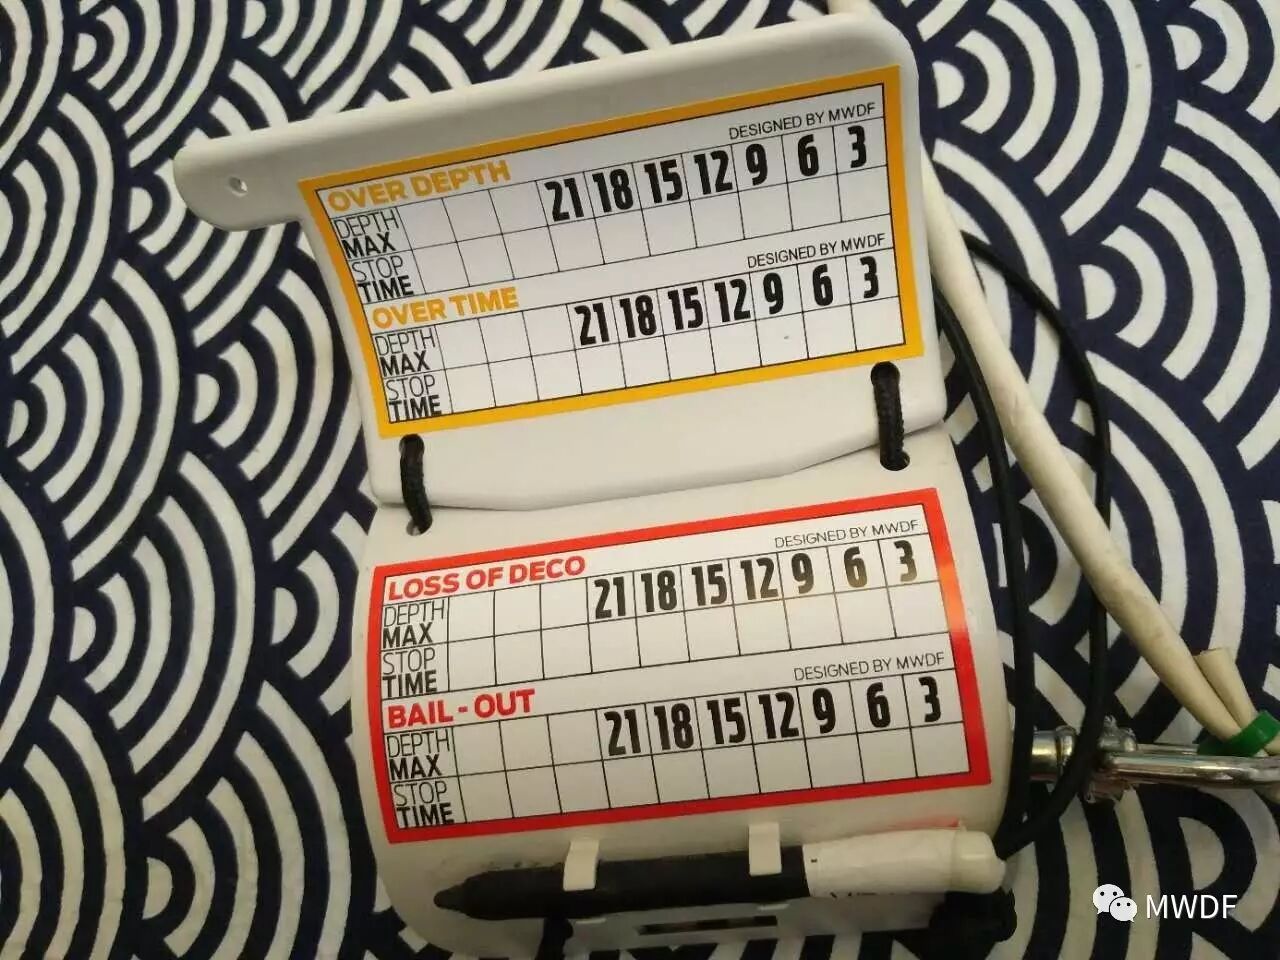 DESIGNED BY MWDF
OVER DEPTH
DEPTH 21 18 15 12 9 6 3
MAX
STOP
TIME
DESIGNED BY MWDF
OVER TIME
DEPTH 21 18 15 12 9 6 3
MAX
STOP
TIME
DESIGNED BY MWDF
LOSS OF DECO
DEPTH 21 18 15 12 9 6 3
MAX
STOP
TIME
DESIGNED BY MWDF
BAIL - OUT
DEPTH 21 18 15 12 9 6 3
MAX
STOP
TIME
MWDF